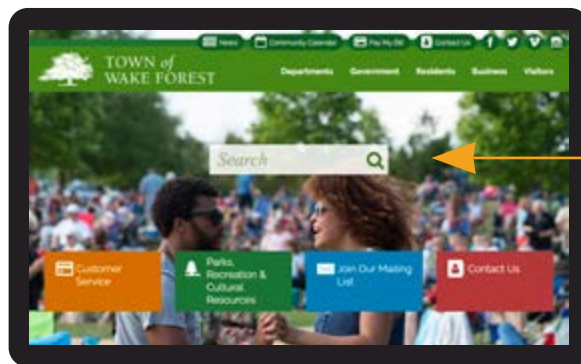 News Community Calendar Pay My Bill Contact Us
TOWN of
WAKE FOREST
Departments Government Residents Business Visitors
Search
Customer
Service
Parks,
Recreation &
Cultural
Resources
Join Our Mailing
List
Contact Us